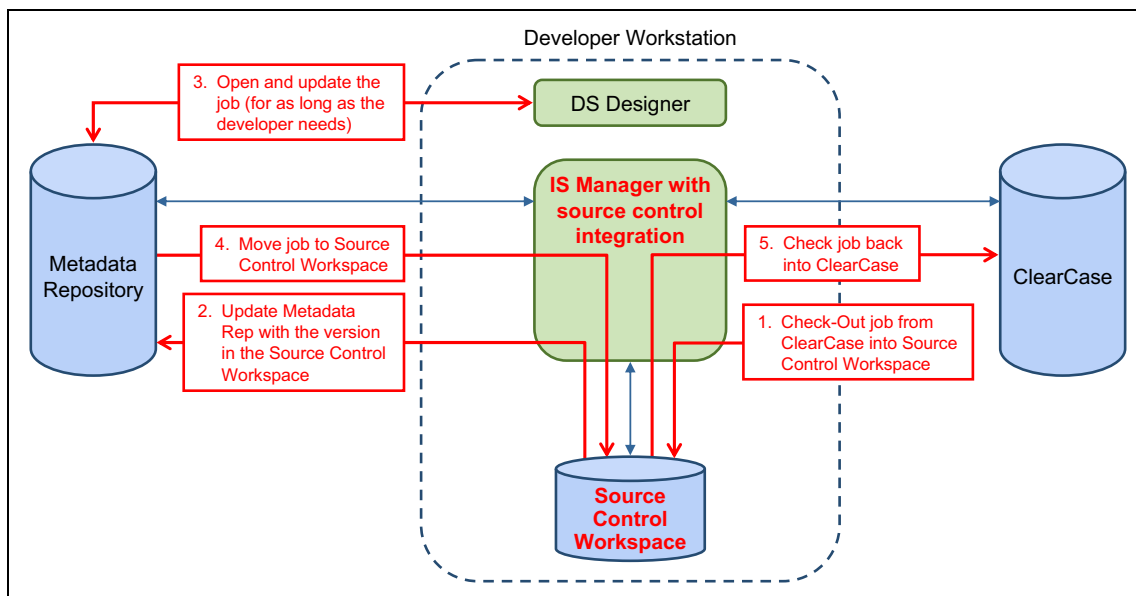 Developer Workstation
3. Open and update the
job (for as long as the
developer needs)
DS Designer
IS Manager with
source control
integration
4. Move job to Source
Control Workspace
5. Check job back
into ClearCase
Metadata
Repository
ClearCase
2. Update Metadata
Rep with the version
in the Source Control
Workspace
1. Check-Out job from
ClearCase into Source
Control Workspace
Source
Control
Workspace